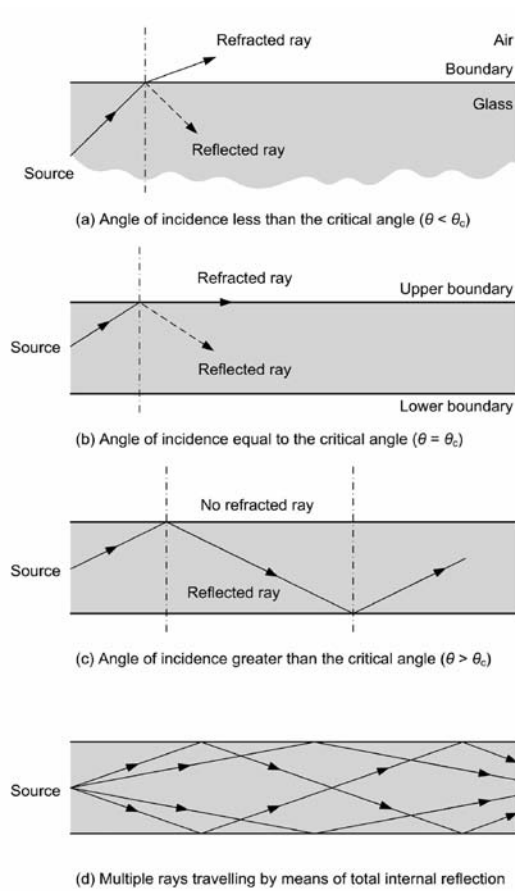 Refracted ray
Air
Boundary
Glass
Reflected ray
Source
(a) Angle of incidence less than the critical angle (θ < θc)
Refracted ray
Upper boundary
Source
Reflected ray
Lower boundary
(b) Angle of incidence equal to the critical angle (θ = θc)
No refracted ray
Source
Reflected ray
(c) Angle of incidence greater than the critical angle (θ > θc)
Source
(d) Multiple rays travelling by means of total internal reflection